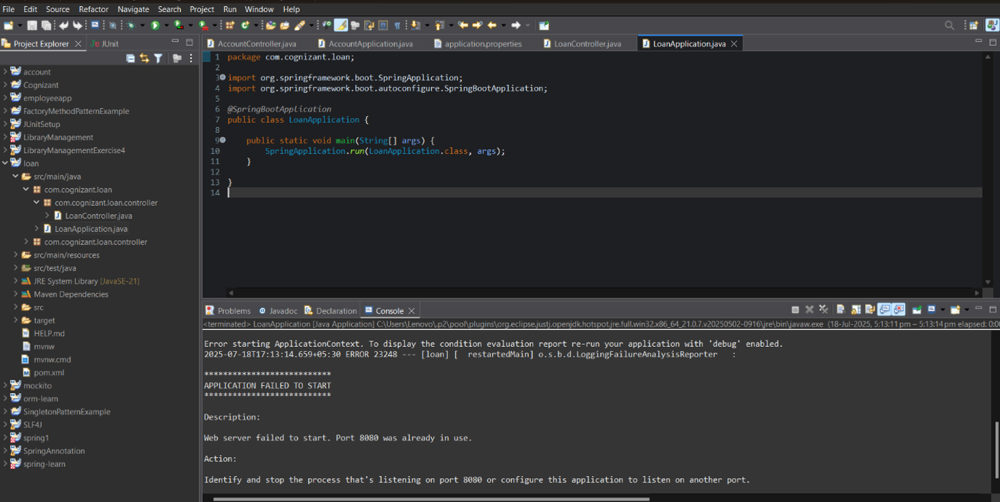 File Edit Source Refactor Navigate Search Project Run Window Help
Project Explorer JUnit
account
Cognizant
employeeapp
FactoryMethodPatternExample
JUnitSetup
LibraryManagement
LibraryManagementExercise4
loan
src/main/java
com.cognizant.loan
com.cognizant.loan.controller
LoanController.java
LoanApplication.java
com.cognizant.loan.controller
src/main/resources
src/test/java
JRE System Library [JavaSE-21]
Maven Dependencies
src
target
HELP.md
mvnw
mvnw.cmd
pom.xml
mockito
orm-learn
SingletonPatternExample
SLF4J
spring1
SpringAnnotation
spring-learn
AccountController.java AccountApplication.java application.properties LoanController.java LoanApplication.java
1 package com.cognizant.loan;
2
3 import org.springframework.boot.SpringApplication;
4 import org.springframework.boot.autoconfigure.SpringBootApplication;
5
6 @SpringBootApplication
7 public class LoanApplication {
8
9 public static void main(String[] args) {
10 SpringApplication.run(LoanApplication.class, args);
11 }
12
13 }
14
Problems Javadoc Declaration Console
<terminated> LoanApplication [Java Application] C:\Users\Lenovo\.p2\pool\plugins\org.eclipse.justj.openjdk.hotspot.jre.full.win32.x86_64_21.0.7.v20250502-0916\jre\bin\javaw.exe (18-Jul-2025, 5:13:11 pm – 5:13:14 pm elapsed: 0:00
Error starting ApplicationContext. To display the condition evaluation report re-run your application with 'debug' enabled.
2025-07-18T17:13:14.659+05:30 ERROR 23248 --- [loan] [ restartedMain] o.s.b.d.LoggingFailureAnalysisReporter :
***************************
APPLICATION FAILED TO START
***************************
Description:
Web server failed to start. Port 8080 was already in use.
Action:
Identify and stop the process that's listening on port 8080 or configure this application to listen on another port.